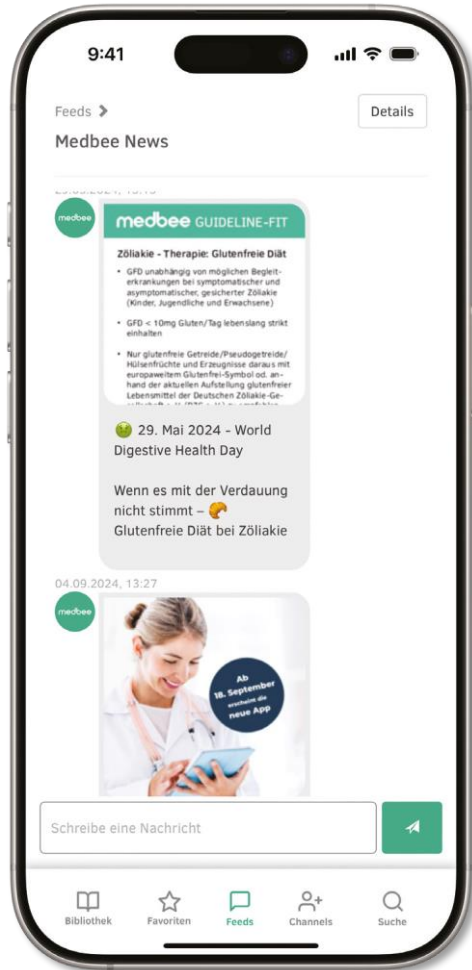 9:41
Feeds >
Details
Medbee News
medbee
medbee GUIDELINE-FIT
Zöliakie - Therapie: Glutenfreie Diät
• GFD unabhängig von möglichen Begleit-
erkrankungen bei symptomatischer und
asymptomatischer, gesicherter Zöliakie
(Kinder, Jugendliche und Erwachsene)
• GFD < 10mg Gluten/Tag lebenslang strikt
einhalten
• Nur glutenfreie Getreide/Pseudogetreide/
Hülsenfrüchte und Erzeugnisse daraus mit
europaweitem Glutenfrei-Symbol od. an-
hand der aktuellen Aufstellung glutenfreier
Lebensmittel der Deutschen Zöliakie-Ge-
🤢 29. Mai 2024 - World
Digestive Health Day
Wenn es mit der Verdauung
nicht stimmt – 🥐
Glutenfreie Diät bei Zöliakie
04.09.2024, 13:27
medbee
Ab
18. September
erscheint die
neue App
Schreibe eine Nachricht
Bibliothek
Favoriten
Feeds
Channels
Suche